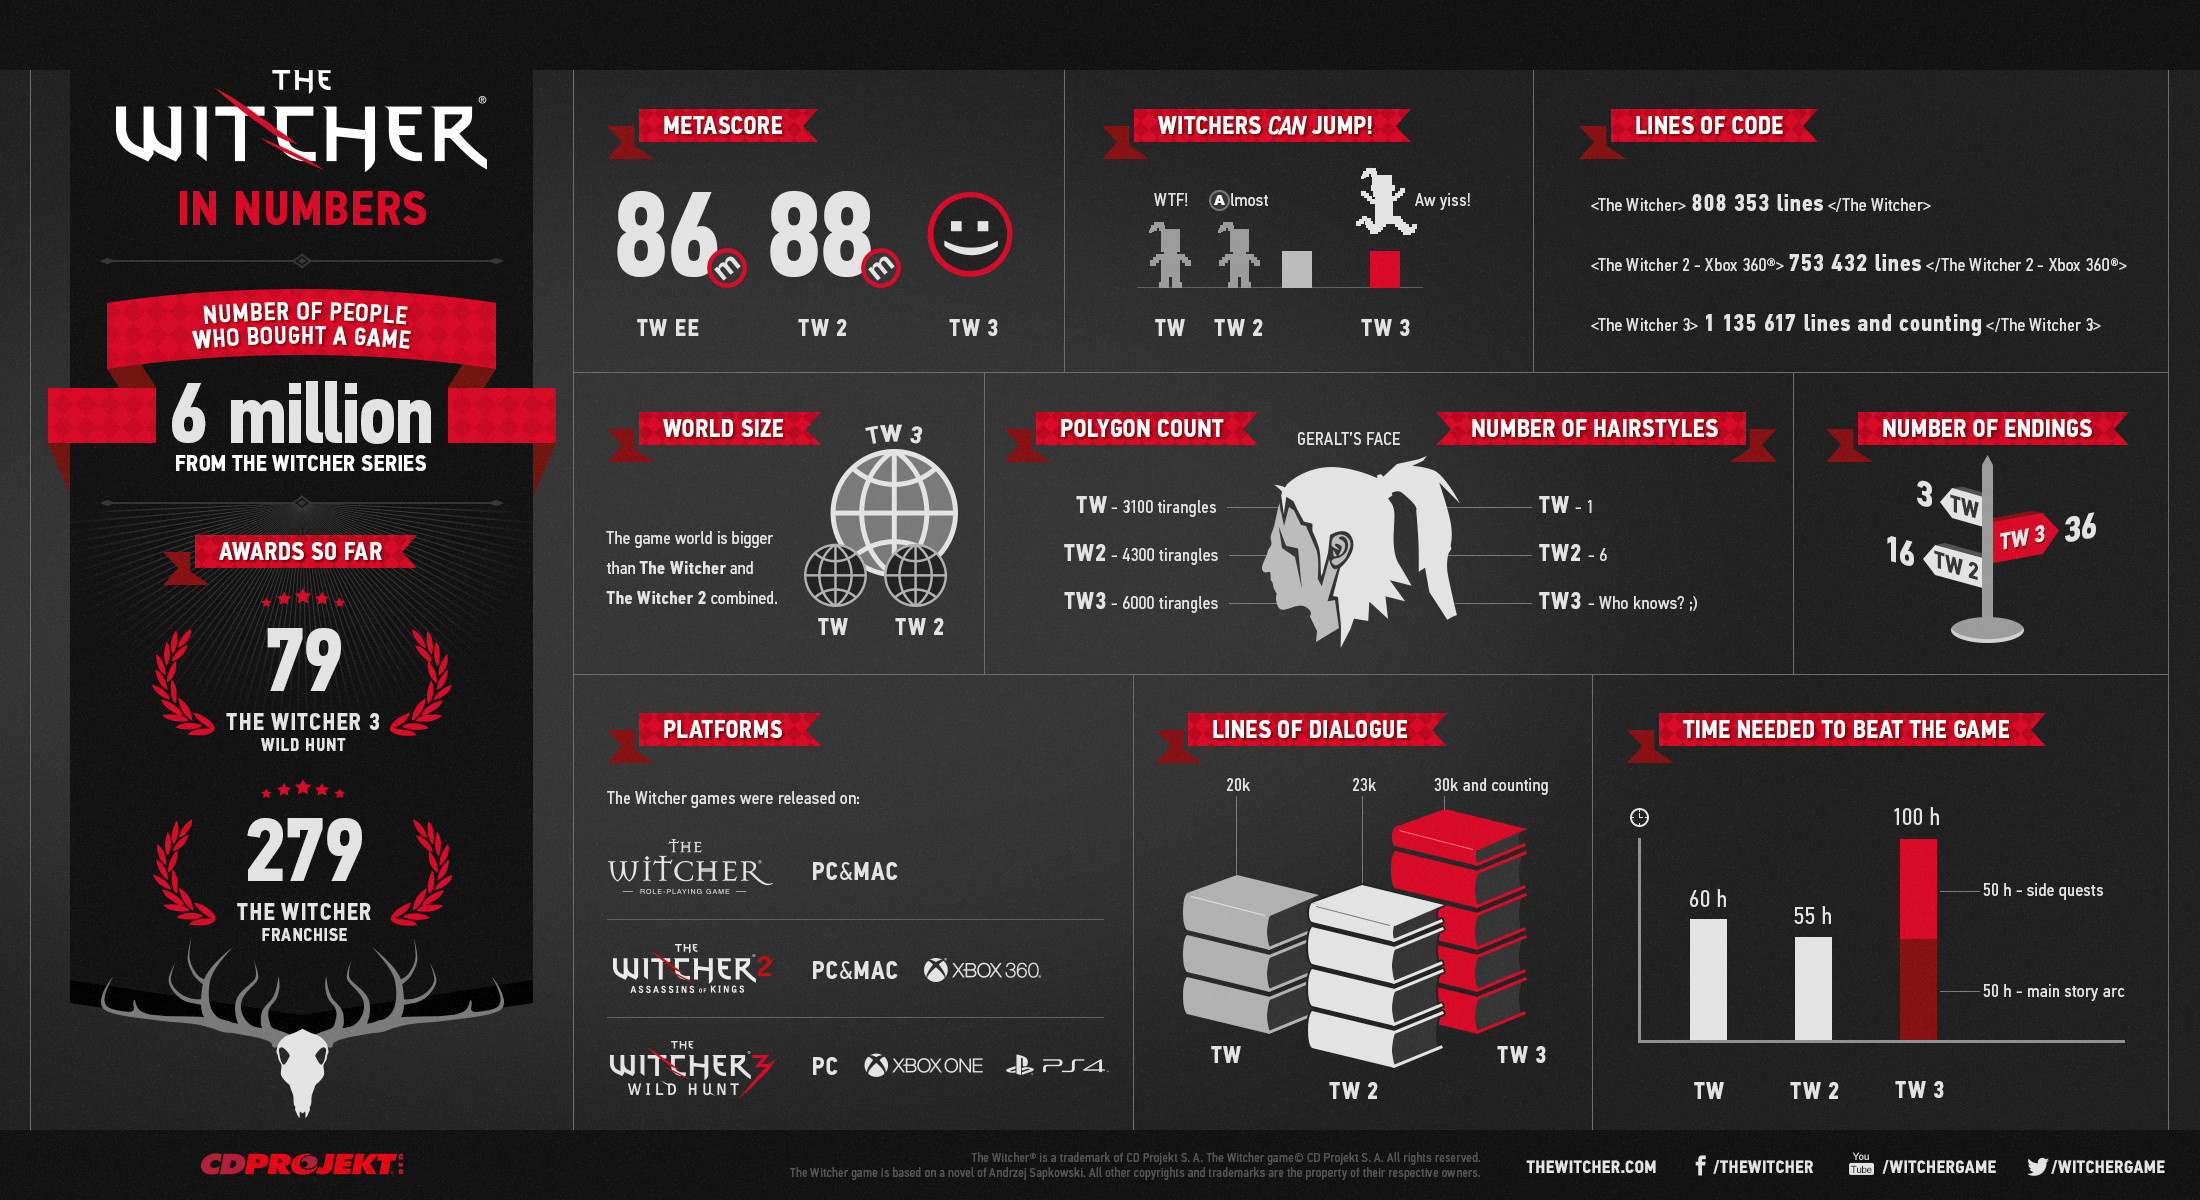 THE
WITCHER®
IN NUMBERS
NUMBER OF PEOPLE
WHO BOUGHT A GAME
6 million
FROM THE WITCHER SERIES
AWARDS SO FAR
79
THE WITCHER 3
WILD HUNT
279
THE WITCHER
FRANCHISE
METASCORE
86 m
88 m
TW EE
TW 2
TW 3
WITCHERS CAN JUMP!
WTF!
Almost
Aw yiss!
TW
TW 2
TW 3
LINES OF CODE
<The Witcher> 808 353 lines </The Witcher>
<The Witcher 2 - Xbox 360®> 753 432 lines </The Witcher 2 - Xbox 360®>
<The Witcher 3> 1 135 617 lines and counting </The Witcher 3>
WORLD SIZE
TW 3
The game world is bigger
than The Witcher and
The Witcher 2 combined.
TW
TW 2
POLYGON COUNT
GERALT'S FACE
NUMBER OF HAIRSTYLES
TW - 3100 tirangles
TW2 - 4300 tirangles
TW3 - 6000 tirangles
TW - 1
TW2 - 6
TW3 - Who knows? ;)
NUMBER OF ENDINGS
3 TW
TW 3 36
16 TW 2
PLATFORMS
The Witcher games were released on:
THE
WITCHER®
ROLE-PLAYING GAME
PC&MAC
THE
WITCHER® 2
ASSASSINS OF KINGS
PC&MAC
XBOX 360.
THE
WITCHER® 3
WILD HUNT
PC
XBOX ONE
PS4
LINES OF DIALOGUE
20k
23k
30k and counting
TW
TW 2
TW 3
TIME NEEDED TO BEAT THE GAME
100 h
60 h
55 h
50 h - side quests
50 h - main story arc
TW
TW 2
TW 3
CDPROJEKT RED
The Witcher® is a trademark of CD Projekt S. A. The Witcher game© CD Projekt S. A. All rights reserved.
The Witcher game is based on a novel of Andrzej Sapkowski. All other copyrights and trademarks are the property of their respective owners.
THEWITCHER.COM
f /THEWITCHER
You Tube /WITCHERGAME
/WITCHERGAME